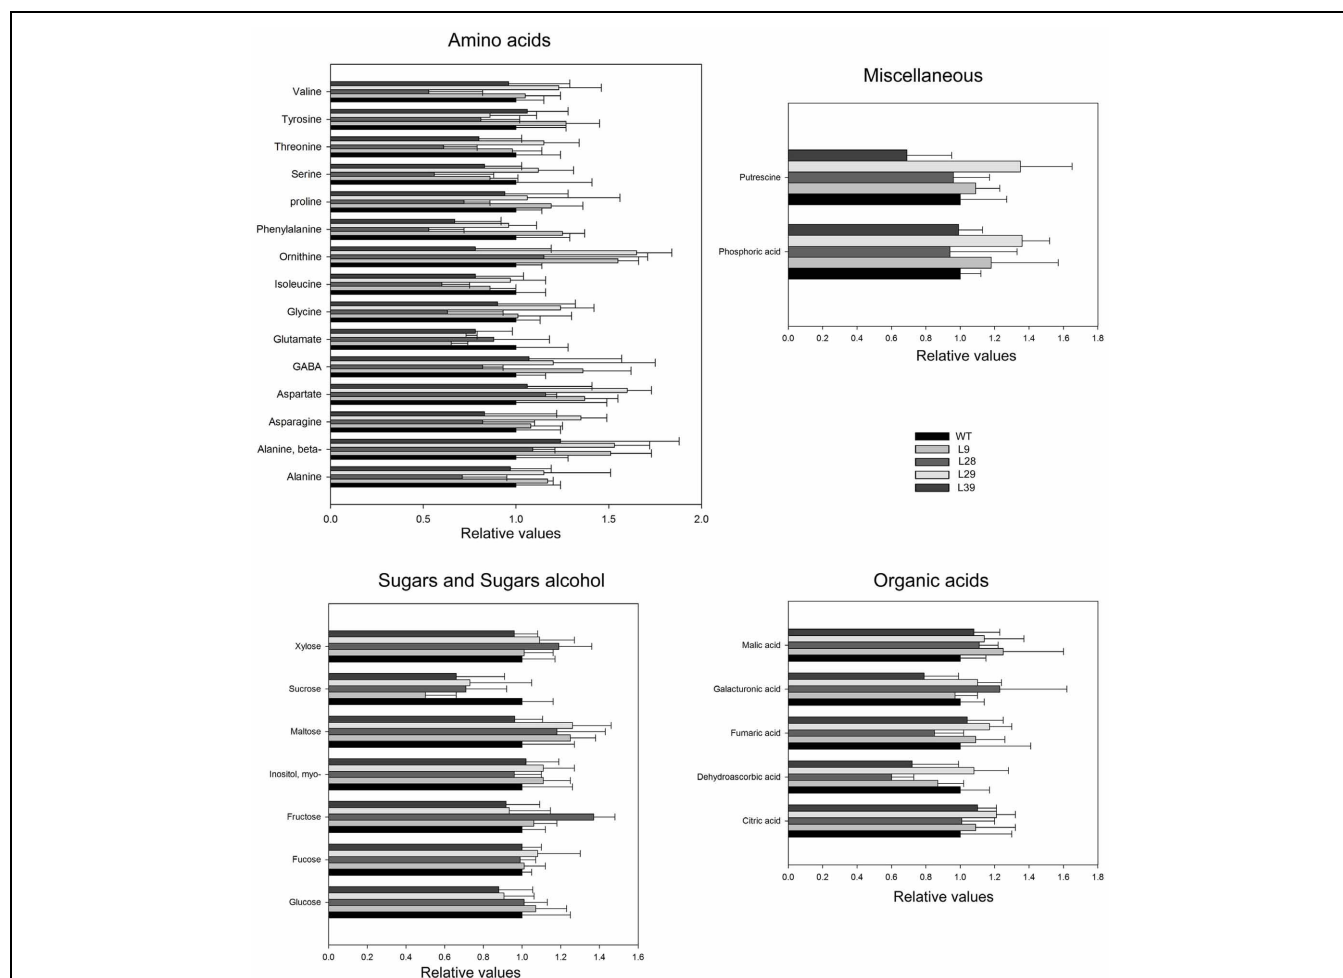 Amino acids
Valine
Tyrosine
Threonine
Serine
proline
Phenylalanine
Ornithine
Isoleucine
Glycine
Glutamate
GABA
Aspartate
Asparagine
Alanine, beta-
Alanine
0.0 0.5 1.0 1.5 2.0
Relative values
Miscellaneous
Putrescine
Phosphoric acid
0.0 0.2 0.4 0.6 0.8 1.0 1.2 1.4 1.6 1.8
Relative values
WT
L9
L28
L29
L39
Sugars and Sugars alcohol
Xylose
Sucrose
Maltose
Inositol, myo-
Fructose
Fucose
Glucose
0.0 0.2 0.4 0.6 0.8 1.0 1.2 1.4 1.6
Relative values
Organic acids
Malic acid
Galacturonic acid
Fumaric acid
Dehydroascorbic acid
Citric acid
0.0 0.2 0.4 0.6 0.8 1.0 1.2 1.4 1.6 1.8
Relative values